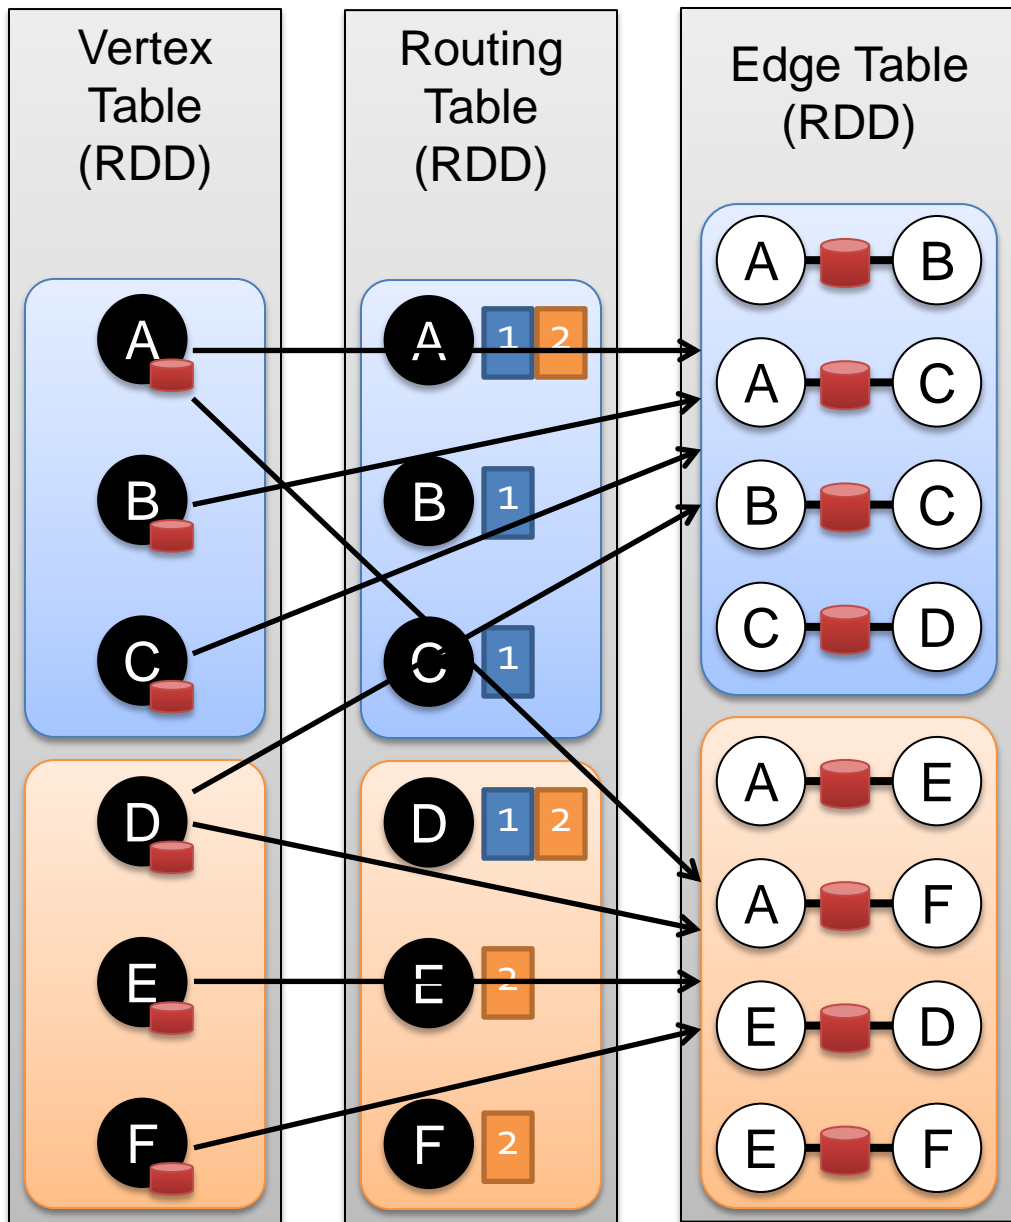 Vertex
Table
(RDD)
A
B
C
D
E
F
Routing
Table
(RDD)
A 1 2
B 1
C 1
D 1 2
E 2
F 2
Edge Table
(RDD)
A B
A C
B C
C D
A E
A F
E D
E F